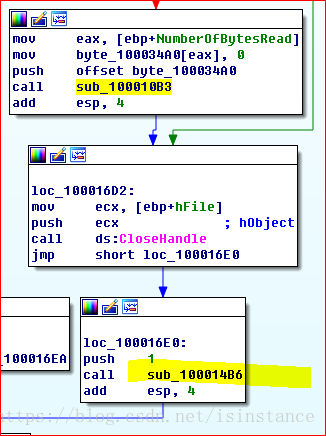 mov eax, [ebp+NumberOfBytesRead]
mov byte_100034A0[eax], 0
push offset byte_100034A0
call sub_100010B3
add esp, 4
loc_100016D2:
mov ecx, [ebp+hFile]
push ecx ; hObject
call ds:CloseHandle
jmp short loc_100016E0
_100016EA
loc_100016E0:
push 1
call sub_100014B6
add esp, 4
https://blog.csdn.net/isinstance